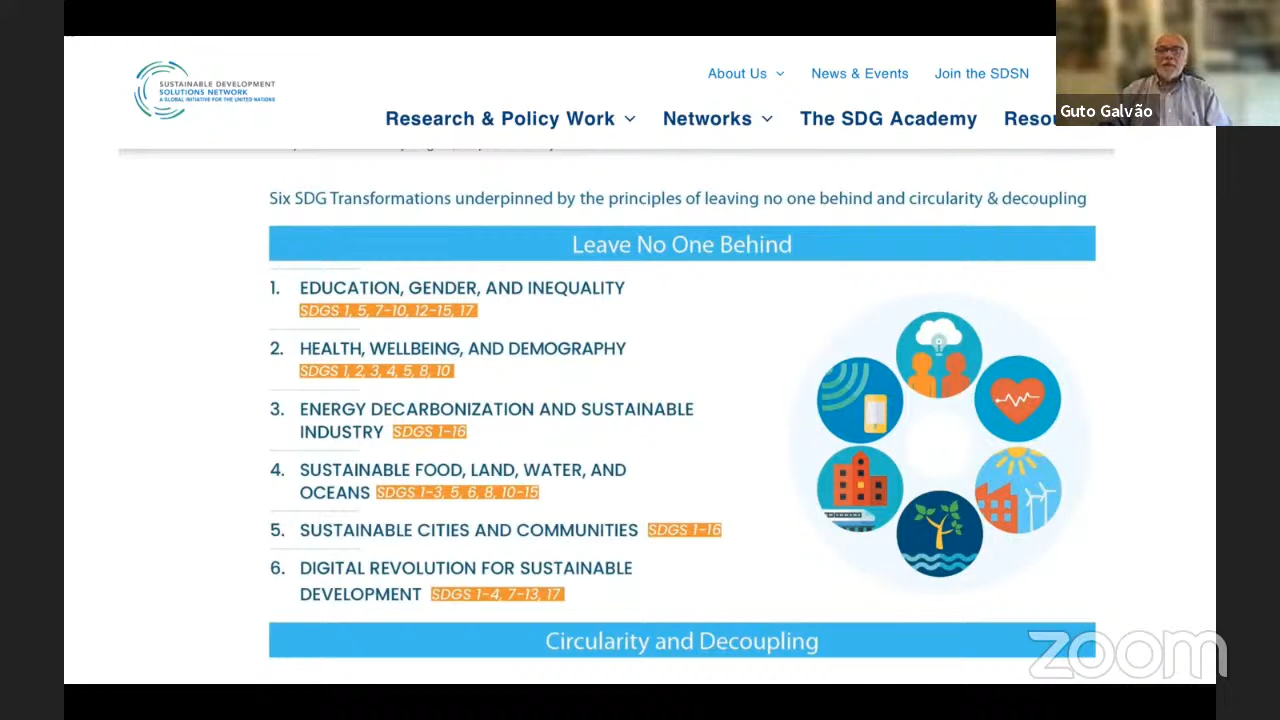 SUSTAINABLE DEVELOPMENT
SOLUTIONS NETWORK
A GLOBAL INITIATIVE FOR THE UNITED NATIONS
About Us
News & Events
Join the SDSN
Research & Policy Work
Networks
The SDG Academy
Guto Galvão
Six SDG Transformations underpinned by the principles of leaving no one behind and circularity & decoupling
Leave No One Behind
1. EDUCATION, GENDER, AND INEQUALITY
SDGS 1, 5, 7-10, 12-15, 17
2. HEALTH, WELLBEING, AND DEMOGRAPHY
SDGS 1, 2, 3, 4, 5, 8, 10
3. ENERGY DECARBONIZATION AND SUSTAINABLE
INDUSTRY SDGS 1-16
4. SUSTAINABLE FOOD, LAND, WATER, AND
OCEANS SDGS 1-3, 5, 6, 8, 10-15
5. SUSTAINABLE CITIES AND COMMUNITIES SDGS 1-16
6. DIGITAL REVOLUTION FOR SUSTAINABLE
DEVELOPMENT SDGS 1-4, 7-13, 17
Circularity and Decoupling
zoom